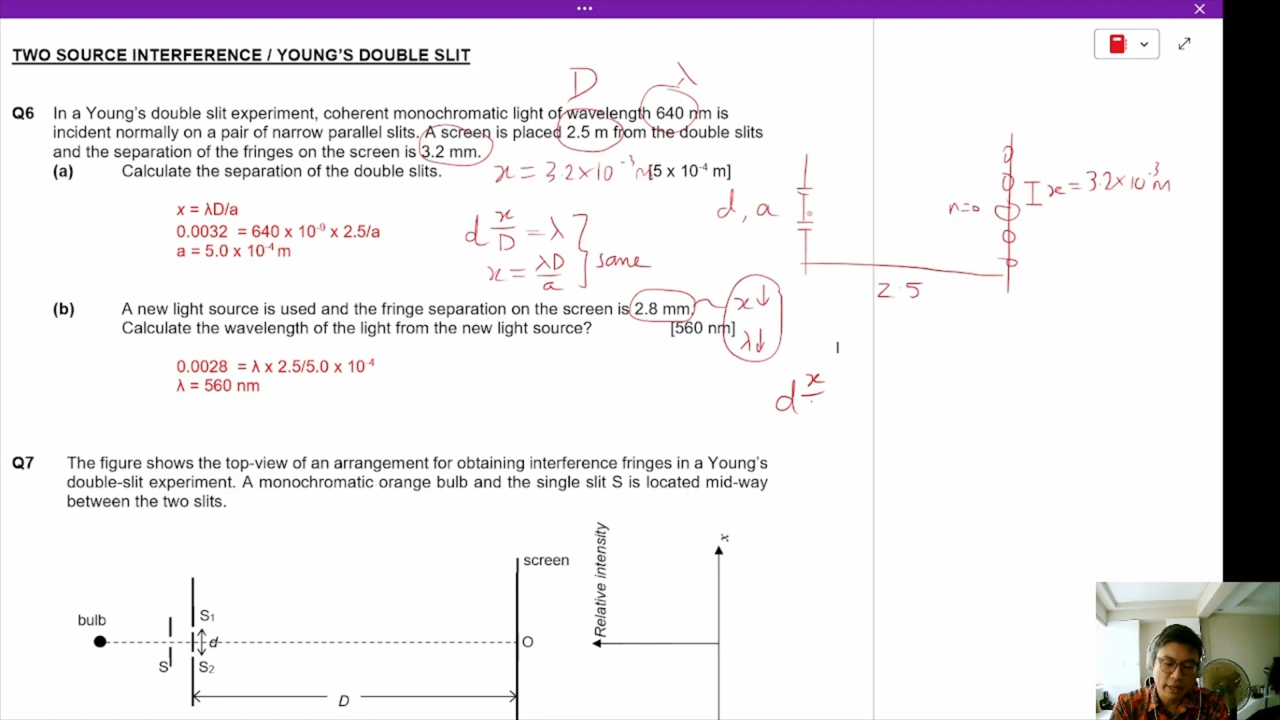 TWO SOURCE INTERFERENCE / YOUNG'S DOUBLE SLIT
D λ
Q6 In a Young's double slit experiment, coherent monochromatic light of wavelength 640 nm is
incident normally on a pair of narrow parallel slits. A screen is placed 2.5 m from the double slits
and the separation of the fringes on the screen is 3.2 mm.
(a) Calculate the separation of the double slits. [5 x 10⁻⁴ m]
x = 3.2×10⁻³ m
x = λD/a
0.0032 = 640 x 10⁻⁹ x 2.5/a
a = 5.0 x 10⁻⁴ m
d x/D = λ
x = λD/a
same
d, a
n=0
x = 3.2×10⁻³ m
2.5
(b) A new light source is used and the fringe separation on the screen is 2.8 mm.
Calculate the wavelength of the light from the new light source? [560 nm]
x↓
λ↓
0.0028 = λ x 2.5/5.0 x 10⁻⁴
λ = 560 nm
d x
Q7 The figure shows the top-view of an arrangement for obtaining interference fringes in a Young's
double-slit experiment. A monochromatic orange bulb and the single slit S is located mid-way
between the two slits.
screen
Relative intensity
x
bulb
S₁
d
O
S
S₂
D